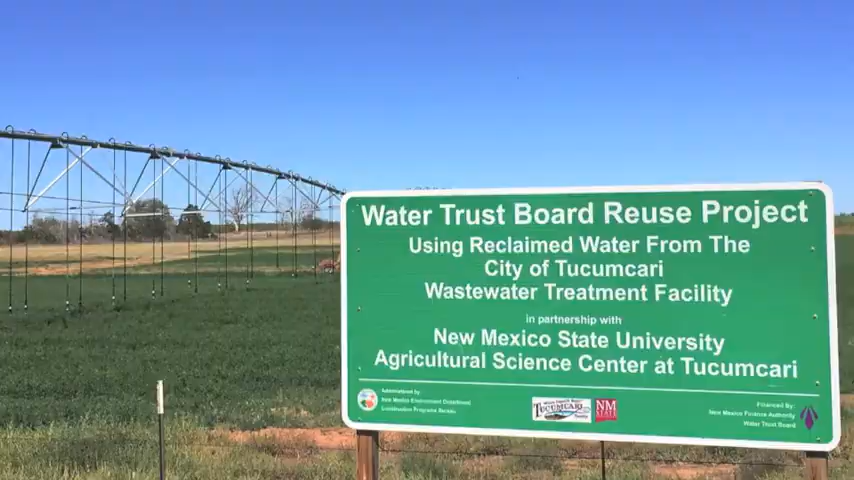 Water Trust Board Reuse Project
Using Reclaimed Water From The
City of Tucumcari
Wastewater Treatment Facility
in partnership with
New Mexico State University
Agricultural Science Center at Tucumcari
Administered by:
New Mexico Environment Department
Construction Programs Bureau
TUCUMCARI
NM
STATE
Financed By:
New Mexico Finance Authority
Water Trust Board